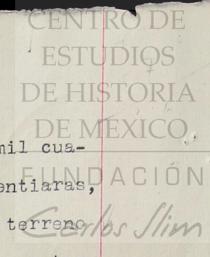 CENTRO DE
ESTUDIOS
DE HISTORIA
DE MÉXICO
mil cua-
FUNDACIÓN
entiaras,
Carlos Slim
terreno